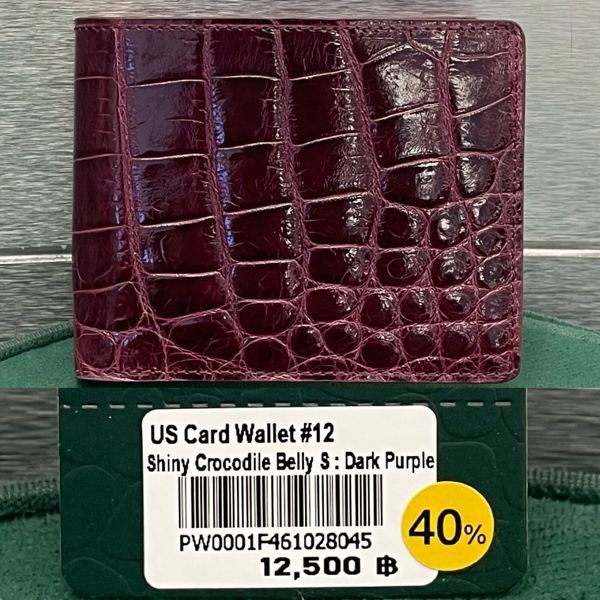 US Card Wallet #12
Shiny Crocodile Belly S : Dark Purple
PW0001F461028045
12,500 ฿
40%